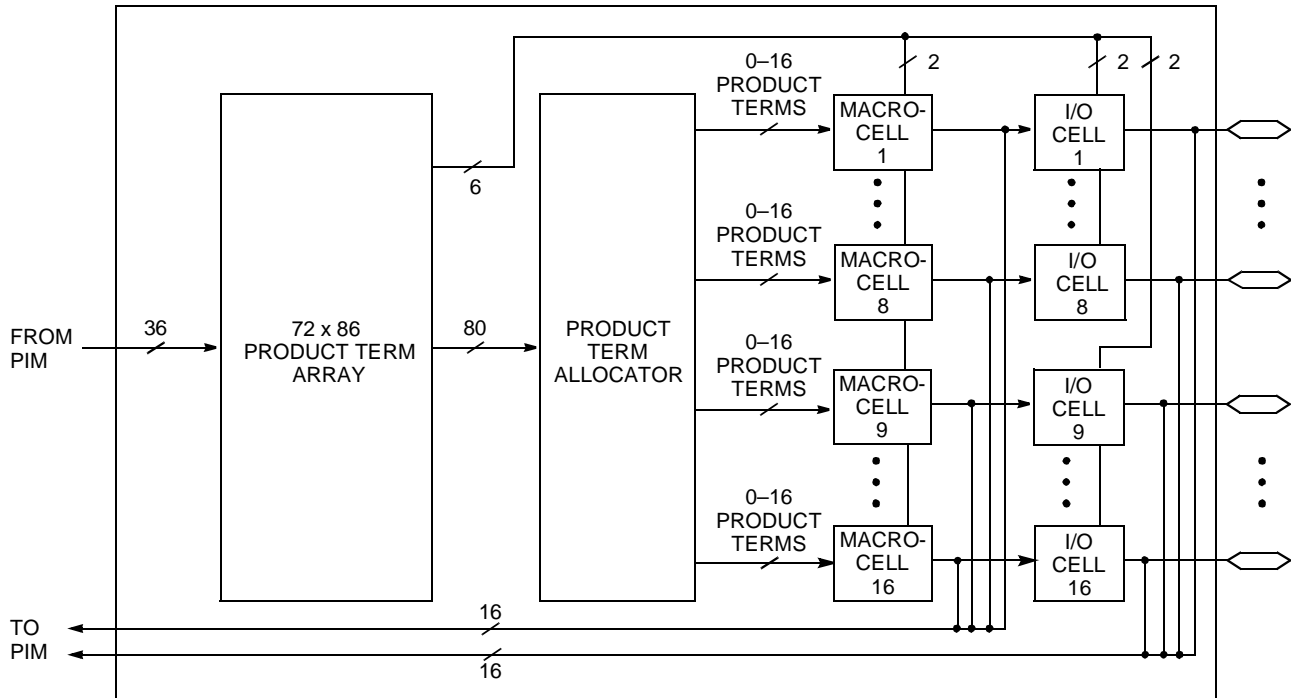 0–16
PRODUCT
TERMS
2
2
2
MACRO-
CELL
1
I/O
CELL
1
6
0–16
PRODUCT
TERMS
MACRO-
CELL
8
I/O
CELL
8
FROM
PIM
36
72 x 86
PRODUCT TERM
ARRAY
80
PRODUCT
TERM
ALLOCATOR
0–16
PRODUCT
TERMS
MACRO-
CELL
9
I/O
CELL
9
0–16
PRODUCT
TERMS
MACRO-
CELL
16
I/O
CELL
16
TO
PIM
16
16